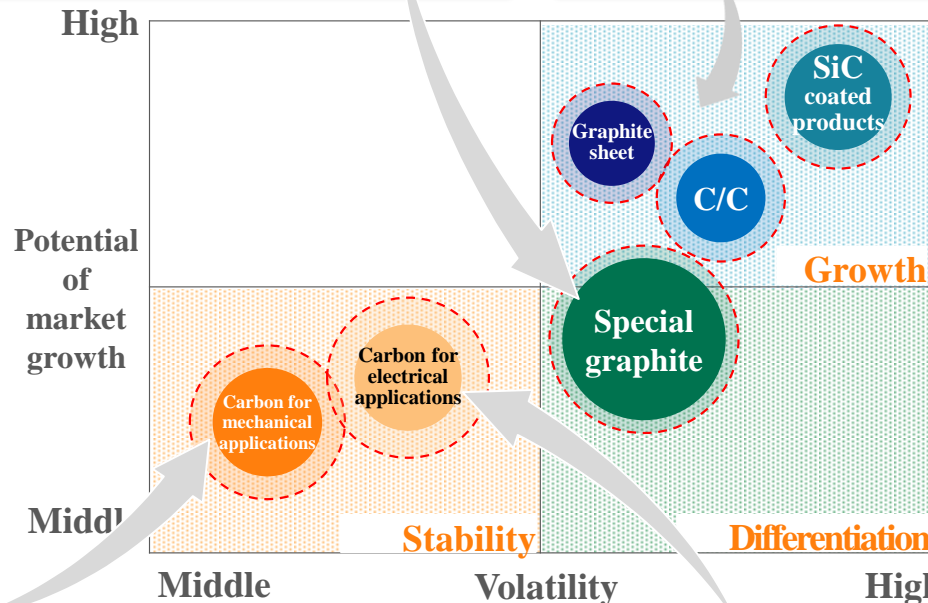 High
SiC
coated
products
Graphite
sheet
C/C
Potential
of
market
growth
Growth
Special
graphite
Carbon for
electrical
applications
Carbon for
mechanical
applications
Middl
Stability
Differentiation
Middle
Volatility
High